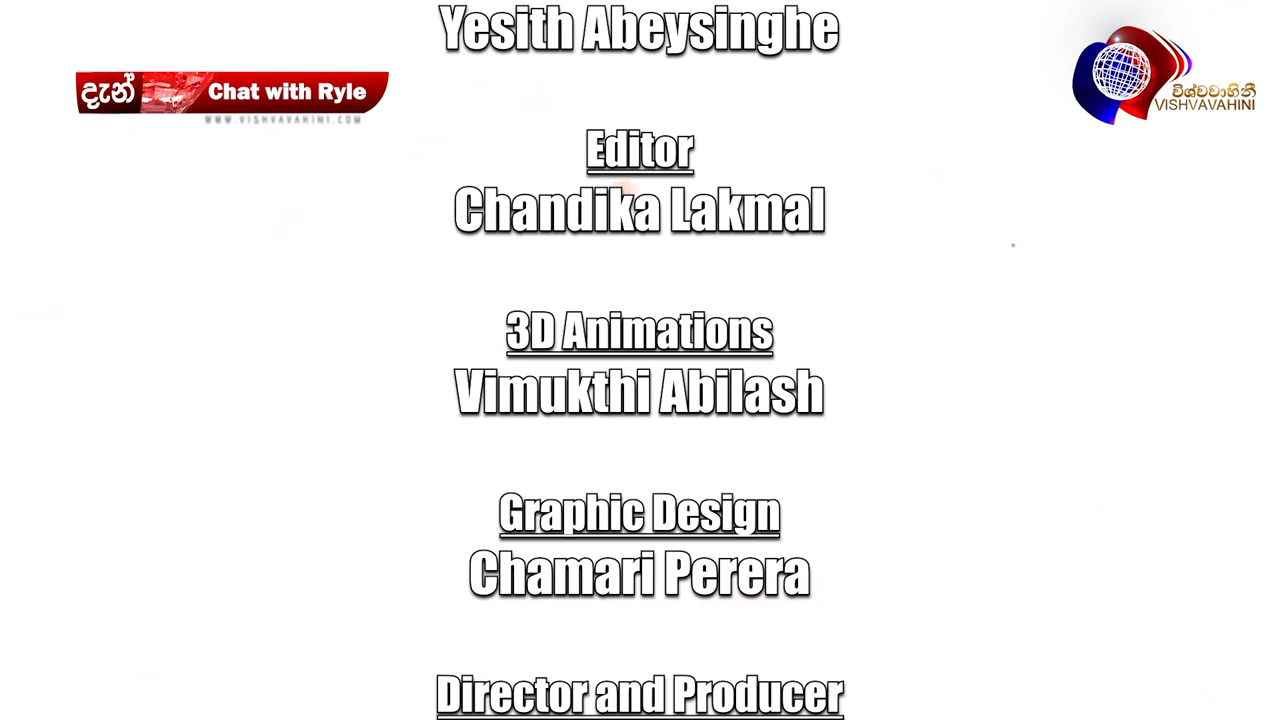 Yesith Abeysinghe
දැන් Chat with Ryle
WWW.VISHVAVAHINI.COM
විශ්වවාහිනී
VISHVAVAHINI
Editor
Chandika Lakmal
3D Animations
Vimukthi Abilash
Graphic Design
Chamari Perera
Director and Producer